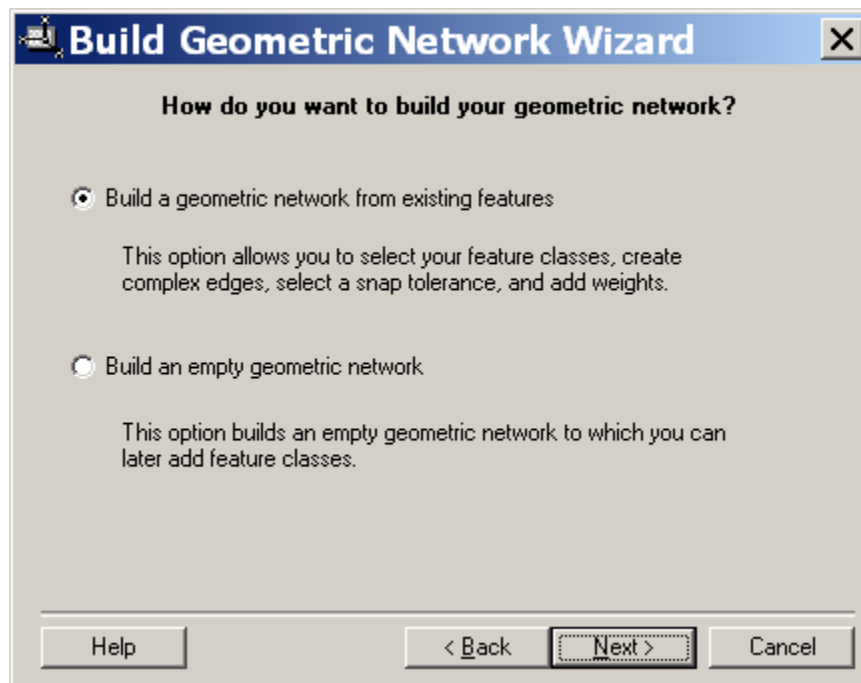 Build Geometric Network Wizard
How do you want to build your geometric network?
Build a geometric network from existing features
This option allows you to select your feature classes, create
complex edges, select a snap tolerance, and add weights.
Build an empty geometric network
This option builds an empty geometric network to which you can
later add feature classes.
Help
< Back
Next >
Cancel